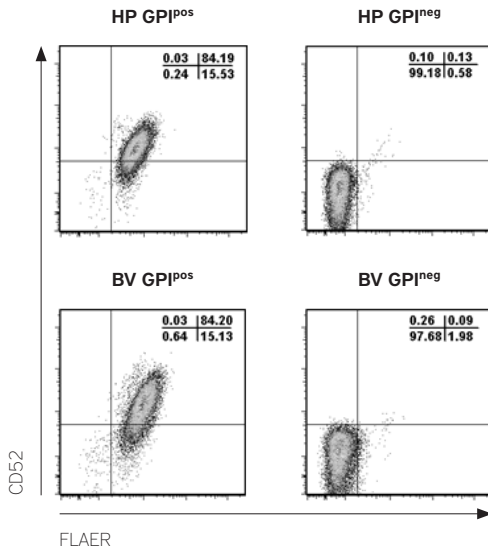 HP GPIpos
HP GPIneg
0.03 84.19
0.24 15.53
0.10 0.13
99.18 0.58
BV GPIpos
BV GPIneg
0.03 84.20
0.64 15.13
0.26 0.09
97.68 1.98
CD52
FLAER